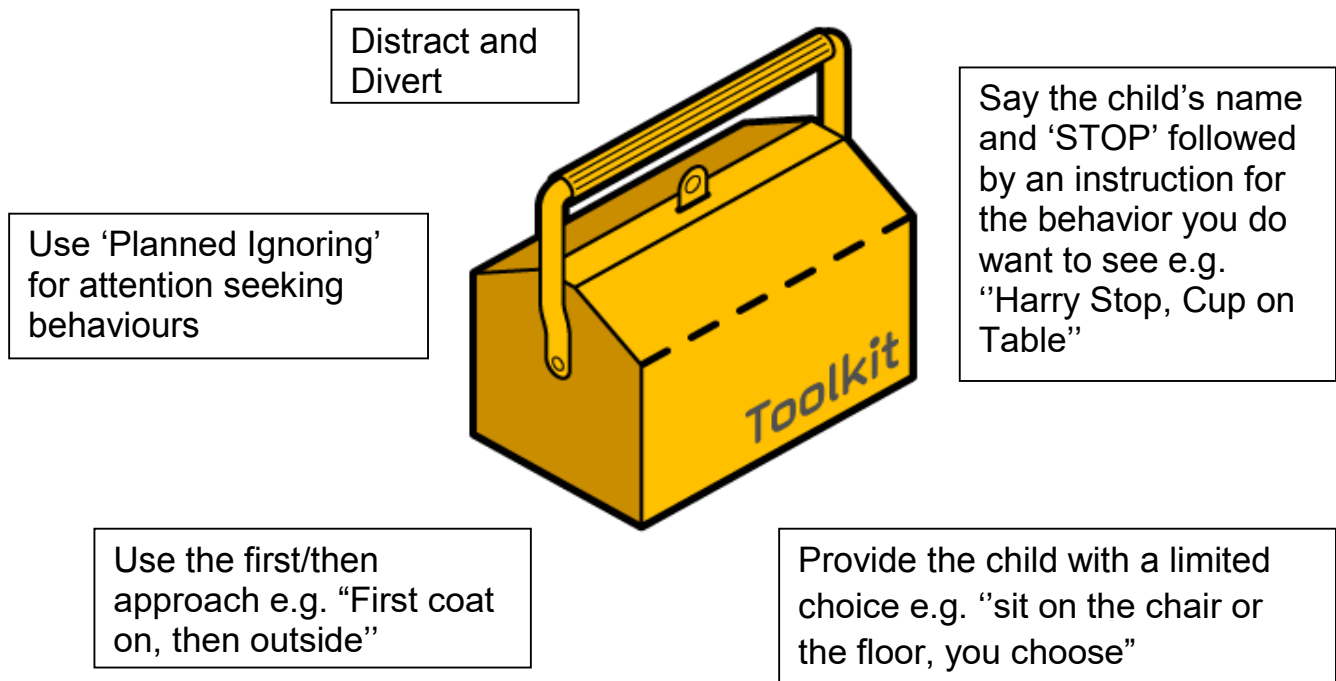 Distract and
Divert
Say the child’s name
and ‘STOP’ followed
by an instruction for
the behavior you do
want to see e.g.
‘’Harry Stop, Cup on
Table’’
Use ‘Planned Ignoring’
for attention seeking
behaviours
Toolkit
Use the first/then
approach e.g. “First coat
on, then outside’’
Provide the child with a limited
choice e.g. ‘’sit on the chair or
the floor, you choose”